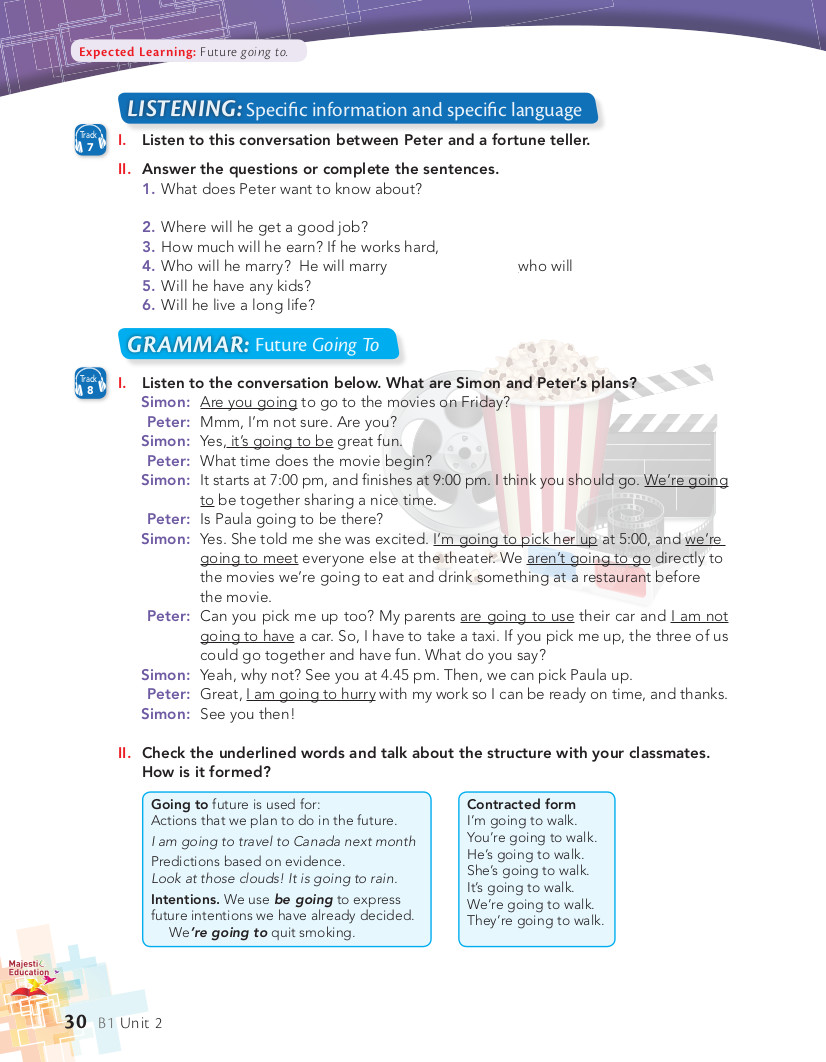 Expected Learning: Future going to.
LISTENING: Specific information and specific language
Track
7
I. Listen to this conversation between Peter and a fortune teller.
II. Answer the questions or complete the sentences.
1. What does Peter want to know about?
2. Where will he get a good job?
3. How much will he earn? If he works hard,
4. Who will he marry? He will marry who will
5. Will he have any kids?
6. Will he live a long life?
GRAMMAR: Future Going To
Track
8
I. Listen to the conversation below. What are Simon and Peter's plans?
Simon: Are you going to go to the movies on Friday?
Peter: Mmm, I'm not sure. Are you?
Simon: Yes, it's going to be great fun.
Peter: What time does the movie begin?
Simon: It starts at 7:00 pm, and finishes at 9:00 pm. I think you should go. We're going
to be together sharing a nice time.
Peter: Is Paula going to be there?
Simon: Yes. She told me she was excited. I'm going to pick her up at 5:00, and we're
going to meet everyone else at the theater. We aren't going to go directly to
the movies we're going to eat and drink something at a restaurant before
the movie.
Peter: Can you pick me up too? My parents are going to use their car and I am not
going to have a car. So, I have to take a taxi. If you pick me up, the three of us
could go together and have fun. What do you say?
Simon: Yeah, why not? See you at 4.45 pm. Then, we can pick Paula up.
Peter: Great, I am going to hurry with my work so I can be ready on time, and thanks.
Simon: See you then!
II. Check the underlined words and talk about the structure with your classmates.
How is it formed?
Going to future is used for:
Actions that we plan to do in the future.
I am going to travel to Canada next month
Predictions based on evidence.
Look at those clouds! It is going to rain.
Intentions. We use be going to express
future intentions we have already decided.
We're going to quit smoking.
Contracted form
I'm going to walk.
You're going to walk.
He's going to walk.
She's going to walk.
It's going to walk.
We're going to walk.
They're going to walk.
Majestic
Education
30 B1 Unit 2